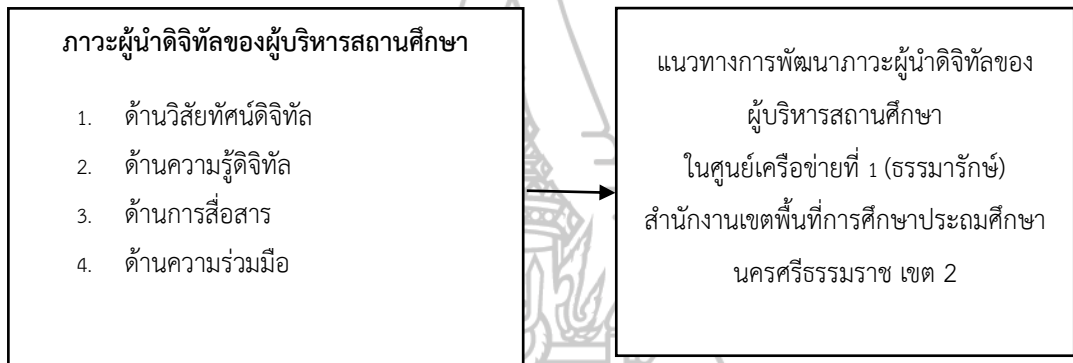 ภาวะผู้นำดิจิทัลของผู้บริหารสถานศึกษา
1. ด้านวิสัยทัศน์ดิจิทัล
2. ด้านความรู้ดิจิทัล
3. ด้านการสื่อสาร
4. ด้านความร่วมมือ
แนวทางการพัฒนาภาวะผู้นำดิจิทัลของ
ผู้บริหารสถานศึกษา
ในศูนย์เครือข่ายที่ 1 (ธรรมารักษ์)
สำนักงานเขตพื้นที่การศึกษาประถมศึกษา
นครศรีธรรมราช เขต 2